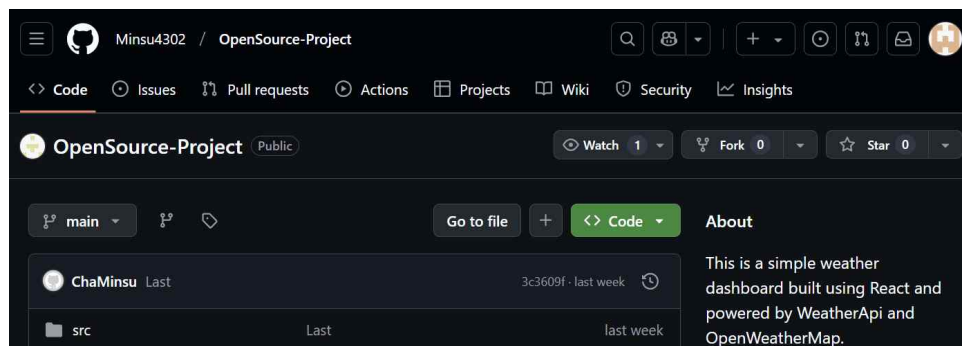 Minsu4302 / OpenSource-Project
Code Issues Pull requests Actions Projects Wiki Security Insights
OpenSource-Project Public Watch 1 Fork 0 Star 0
main Go to file Code About
ChaMinsu Last 3c3609f · last week
This is a simple weather
dashboard built using React and
powered by WeatherApi and
OpenWeatherMap.
src Last last week